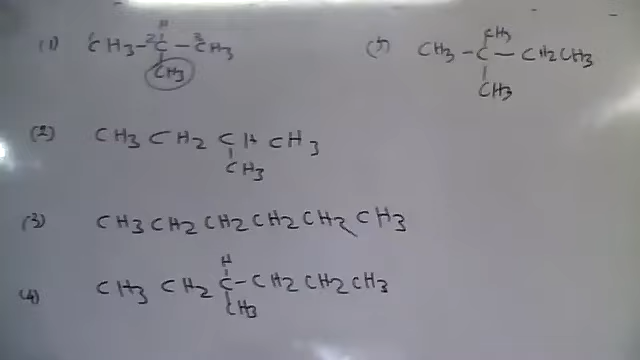 H
(1) 1CH3-2C-3CH3
CH3
CH3
(5) CH3-C-CH2CH3
CH3
(2) CH3 CH2 CH CH3
CH3
(3) CH3 CH2 CH2 CH2 CH2 CH3
H
(4) CH3 CH2 C-CH2 CH2 CH3
CH3